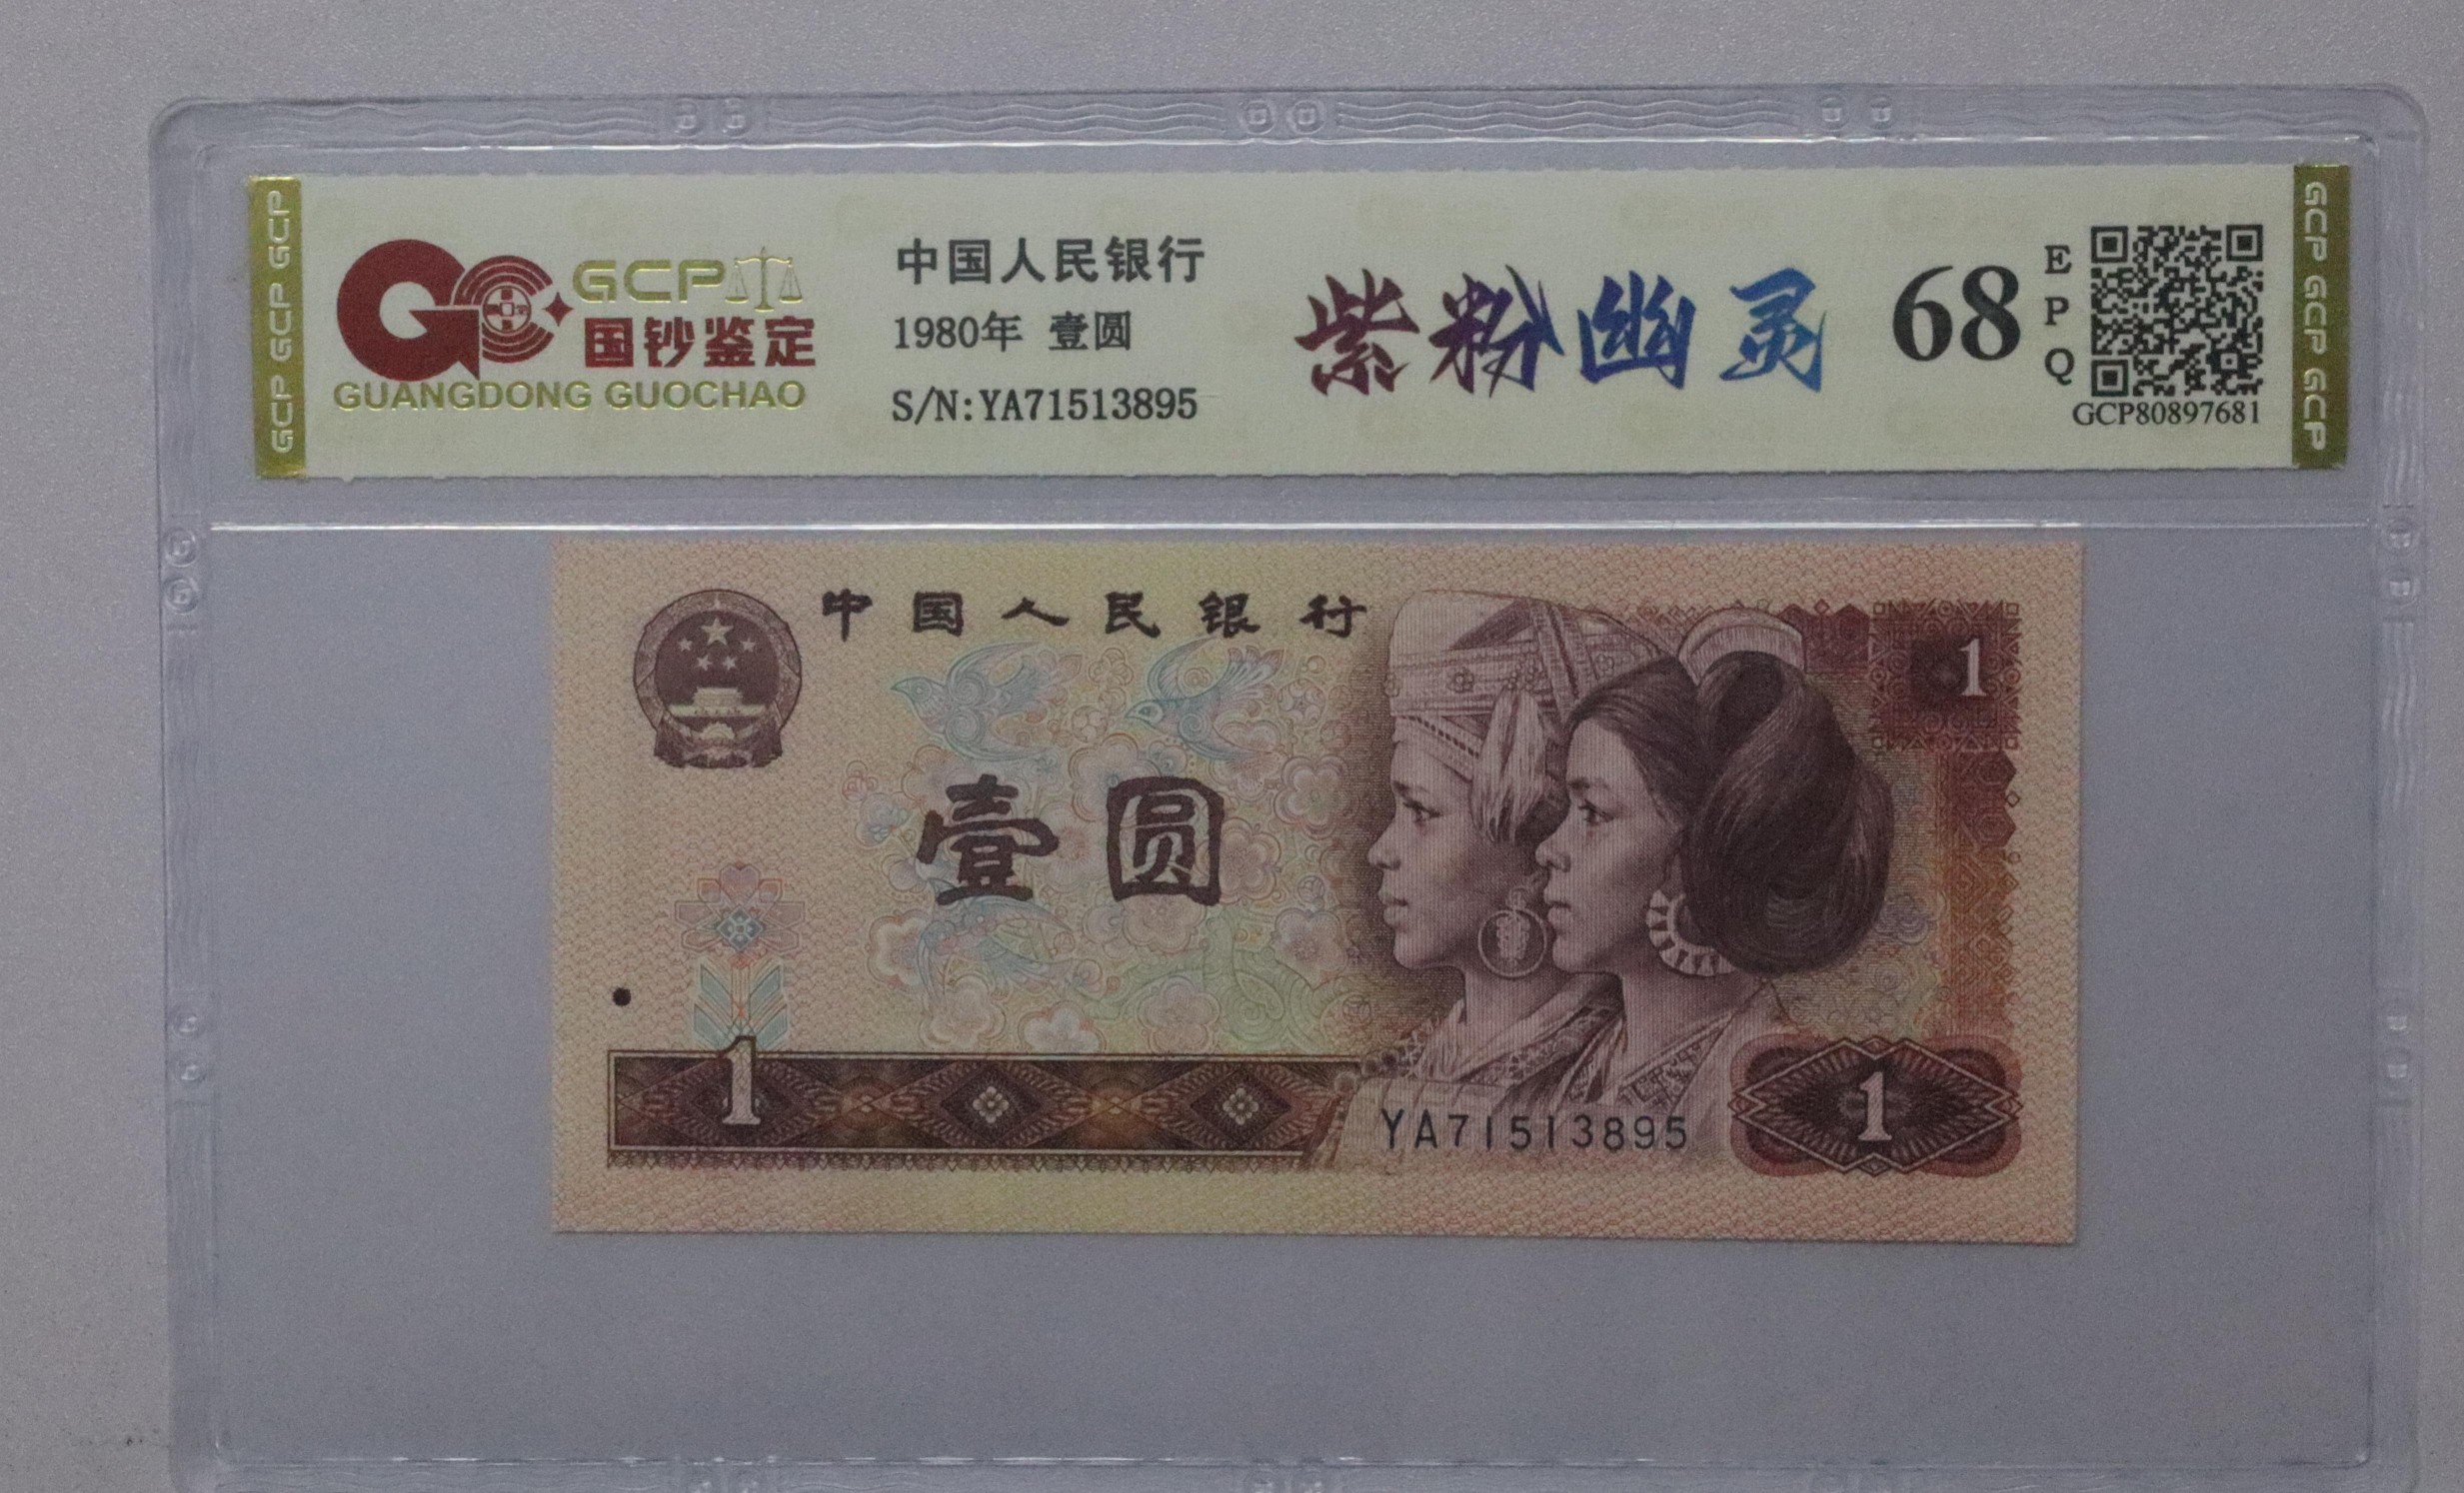 GCP GCP GCP
GCP
国钞鉴定
GUANGDONG GUOCHAO
中国人民银行
1980年 壹圆
S/N:YA71513895
紫粉幽灵
68
E
P
Q
GCP80897681
GCP GCP GCP
中国人民银行
1
壹圆
1
YA71513895
1